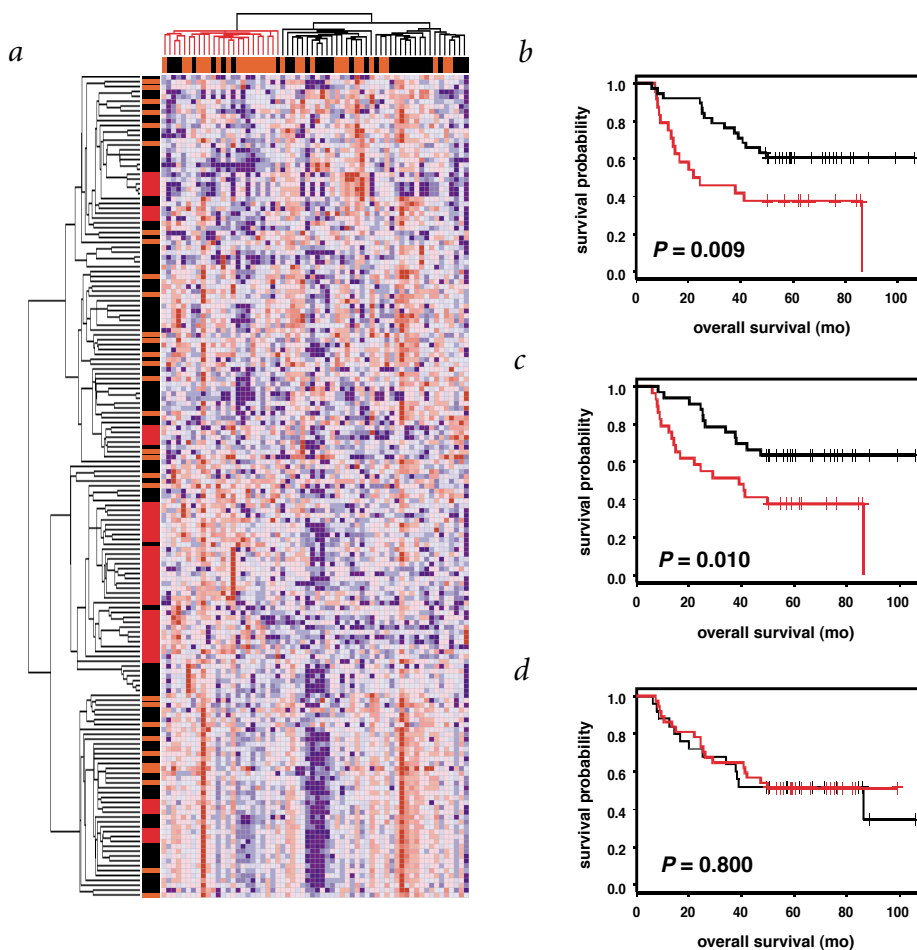 a
b
1.0
0.8
0.6
0.4
0.2
0.0
survival probability
P = 0.009
0 20 40 60 80 100
overall survival (mo)
c
1.0
0.8
0.6
0.4
0.2
0.0
survival probability
P = 0.010
0 20 40 60 80 100
overall survival (mo)
d
1.0
0.8
0.6
0.4
0.2
0.0
survival probability
P = 0.800
0 20 40 60 80 100
overall survival (mo)